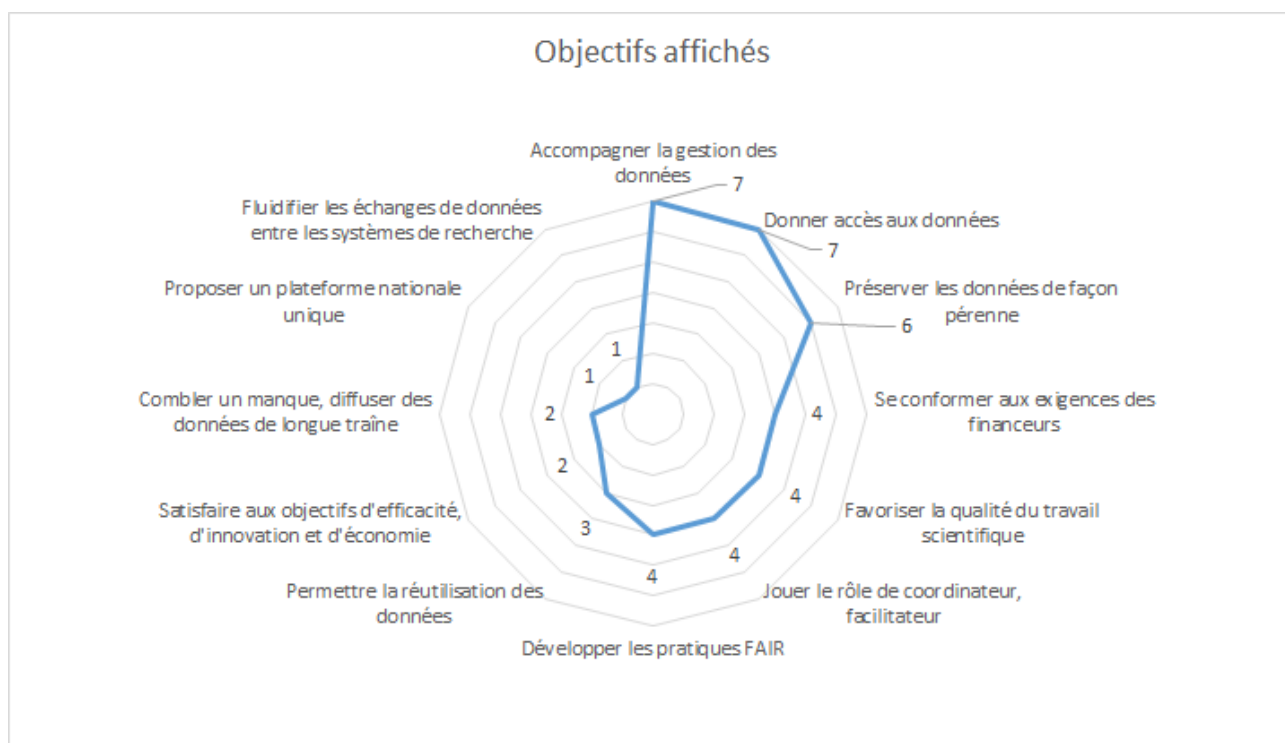 Objectifs affichés
Accompagner la gestion des
données
7
Donner accès aux données
7
Préserver les données de façon
pérenne
6
Se conformer aux exigences des
financeurs
4
Favoriser la qualité du travail
scientifique
4
Jouer le rôle de coordinateur,
facilitateur
4
Développer les pratiques FAIR
4
Permettre la réutilisation des
données
3
Satisfaire aux objectifs d'efficacité,
d'innovation et d'économie
2
Combler un manque, diffuser des
données de longue traîne
2
Proposer un plateforme nationale
unique
1
Fluidifier les échanges de données
entre les systèmes de recherche
1